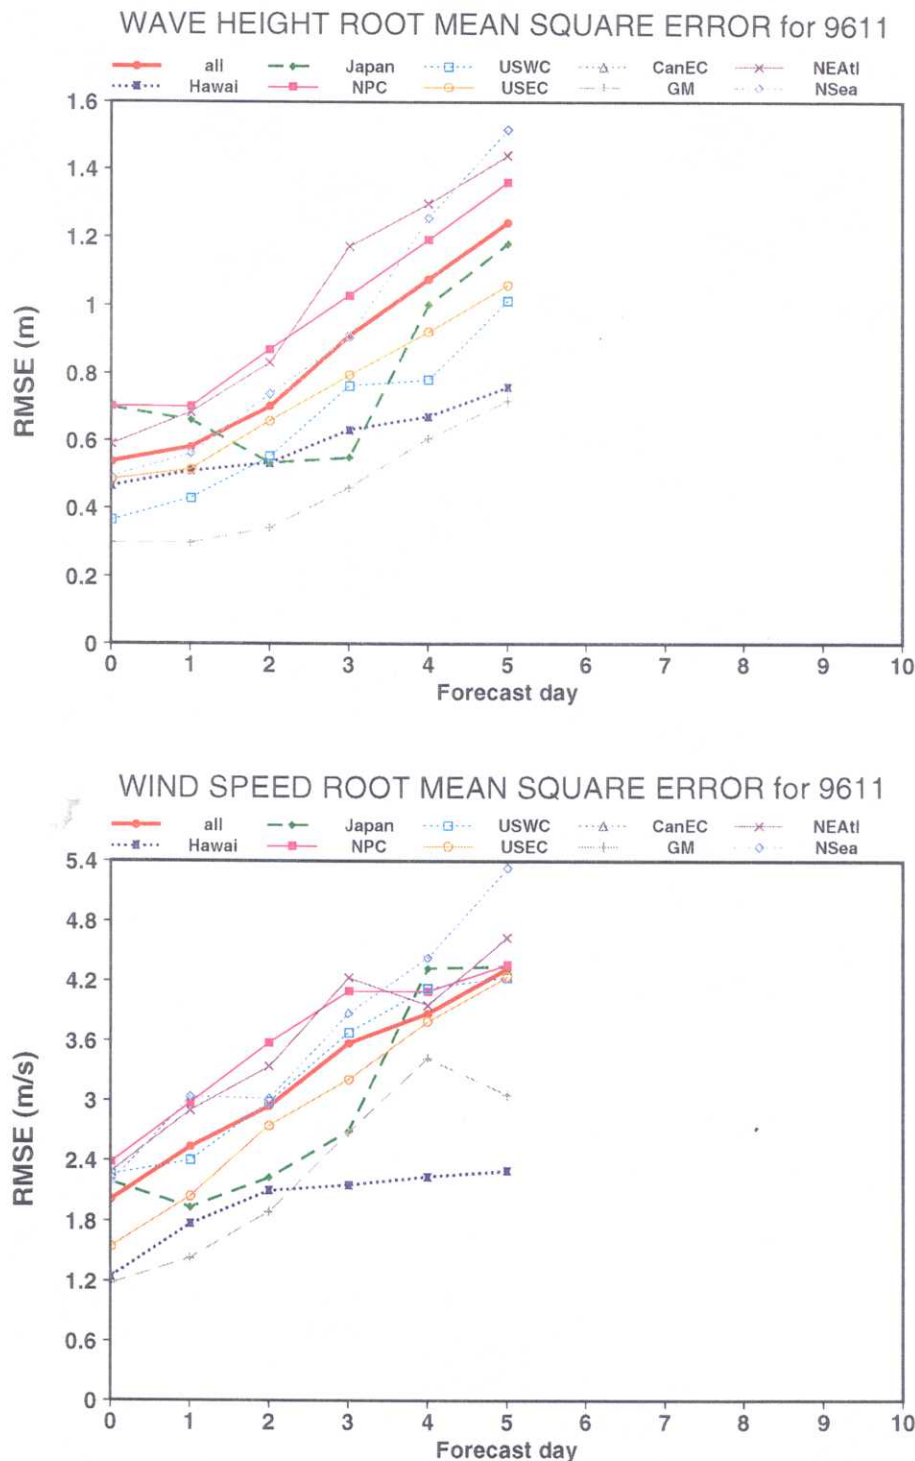 WAVE HEIGHT ROOT MEAN SQUARE ERROR for 9611
all Japan USWC CanEC NEAtl
Hawai NPC USEC GM NSea
1.6
1.4
1.2
1
0.8
0.6
0.4
0.2
0
RMSE (m)
0 1 2 3 4 5 6 7 8 9 10
Forecast day
WIND SPEED ROOT MEAN SQUARE ERROR for 9611
all Japan USWC CanEC NEAtl
Hawai NPC USEC GM NSea
5.4
4.8
4.2
3.6
3
2.4
1.8
1.2
0.6
0
RMSE (m/s)
0 1 2 3 4 5 6 7 8 9 10
Forecast day